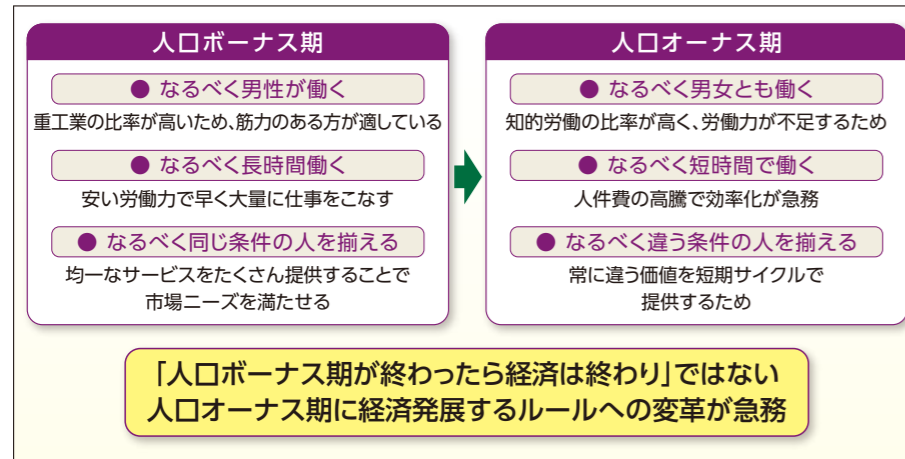 人口ボーナス期
● なるべく男性が働く
重工業の比率が高いため、筋力のある方が適している
● なるべく長時間働く
安い労働力で早く大量に仕事をこなす
● なるべく同じ条件の人を揃える
均一なサービスをたくさん提供することで
市場ニーズを満たせる
人口オーナス期
● なるべく男女とも働く
知的労働の比率が高く、労働力が不足するため
● なるべく短時間で働く
人件費の高騰で効率化が急務
● なるべく違う条件の人を揃える
常に違う価値を短期サイクルで
提供するため
「人口ボーナス期が終わったら経済は終わり」ではない
人口オーナス期に経済発展するルールへの変革が急務